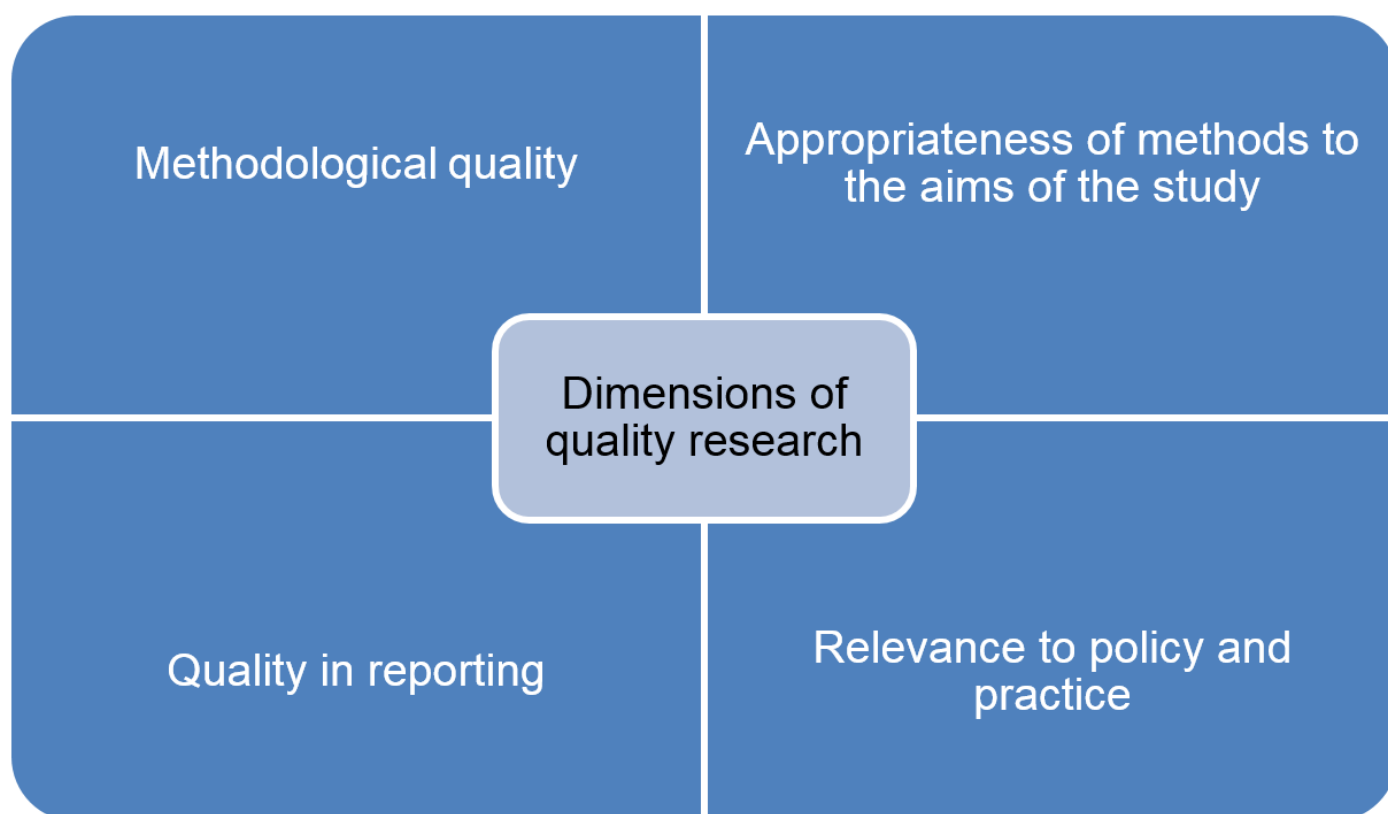 Methodological quality
Appropriateness of methods to
the aims of the study
Dimensions of
quality research
Quality in reporting
Relevance to policy and
practice